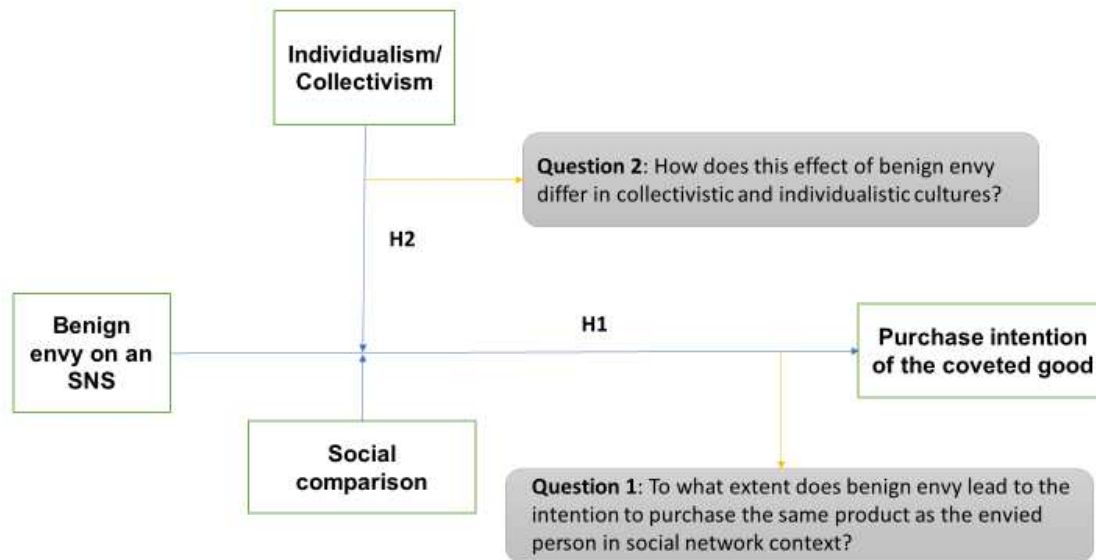 Individualism/
Collectivism
Question 2: How does this effect of benign envy
differ in collectivistic and individualistic cultures?
H2
H1
Benign
envy on an
SNS
Purchase intention
of the coveted good
Social
comparison
Question 1: To what extent does benign envy lead to the
intention to purchase the same product as the envied
person in social network context?